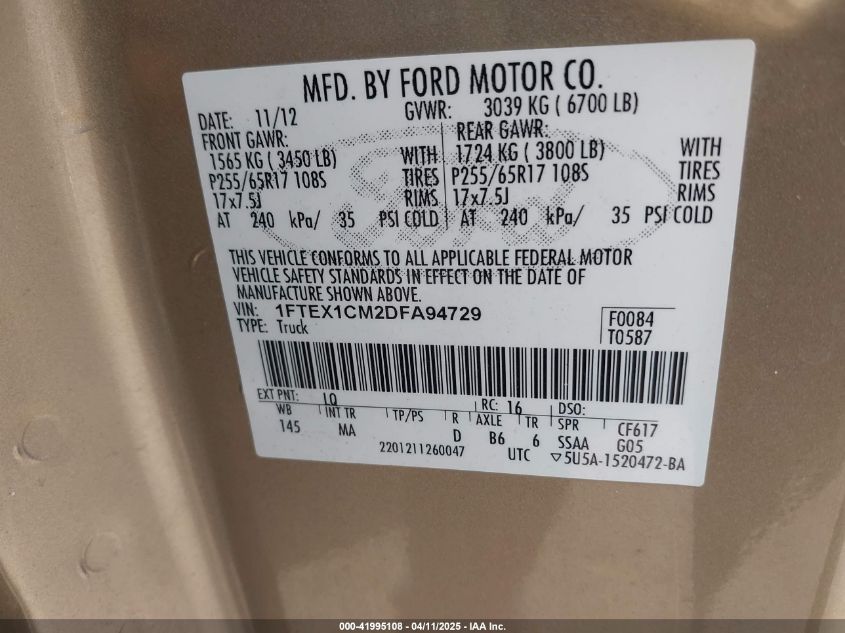 MFD. BY FORD MOTOR CO.
DATE: 11/12 GVWR: 3039 KG ( 6700 LB)
FRONT GAWR: REAR GAWR:
1565 KG ( 3450 LB) WITH 1724 KG ( 3800 LB) WITH
P255/65R17 108S TIRES P255/65R17 108S TIRES
17x7.5J RIMS 17x7.5J RIMS
AT 240 kPa/ 35 PSI COLD AT 240 kPa/ 35 PSI COLD
THIS VEHICLE CONFORMS TO ALL APPLICABLE FEDERAL MOTOR
VEHICLE SAFETY STANDARDS IN EFFECT ON THE DATE OF
MANUFACTURE SHOWN ABOVE.
VIN: 1FTEX1CM2DFA94729 F0084
TYPE: Truck T0587
EXT PNT: 1Q RC: 16 DSO:
WB INT TR TP/PS R AXLE TR SPR CF617
145 MA D B6 6 SSAA G05
2201211260047 UTC ▽5U5A-1520472-BA
000-41995108 - 04/11/2025 - IAA Inc.